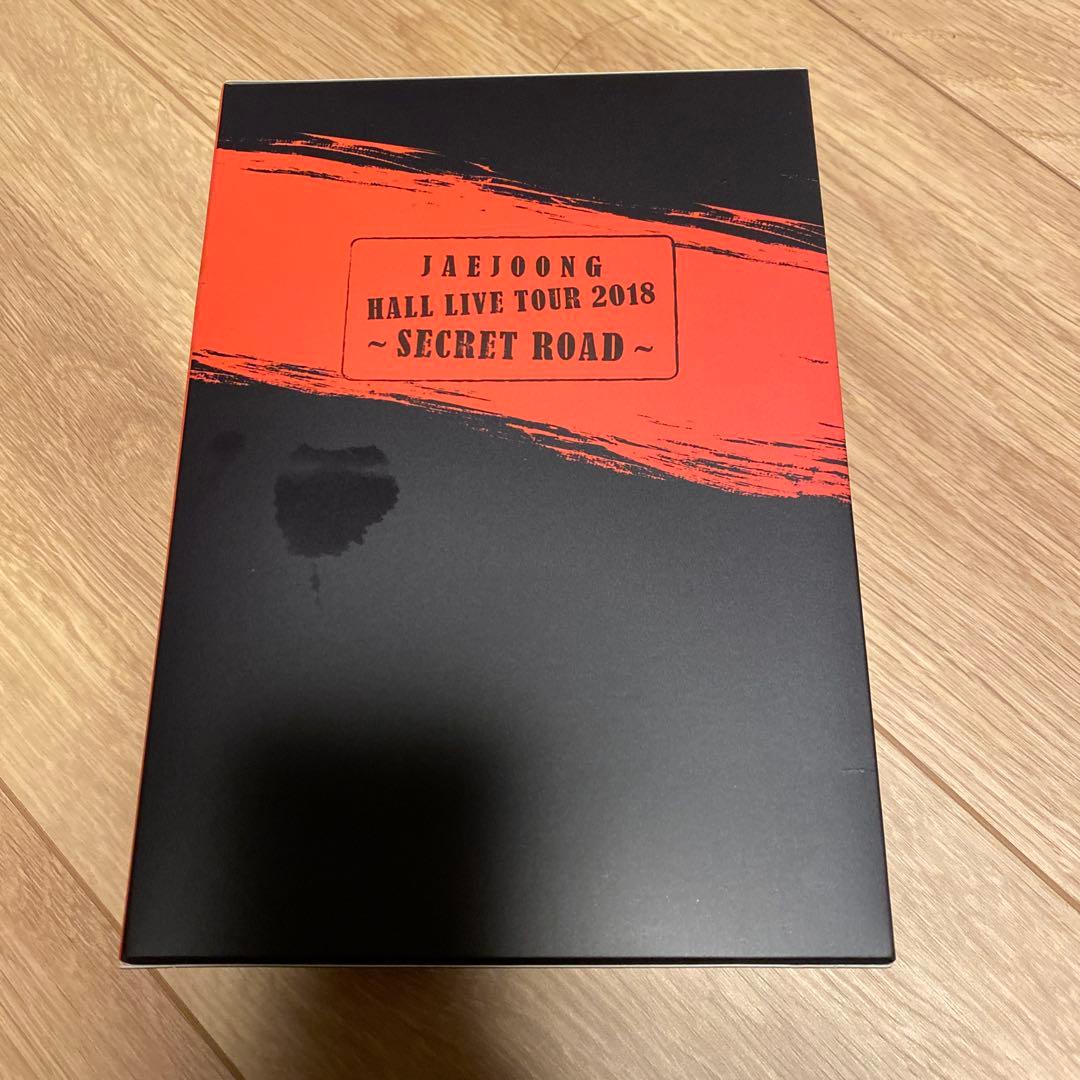 JAEJOONG
HALL LIVE TOUR 2018
~ SECRET ROAD ~